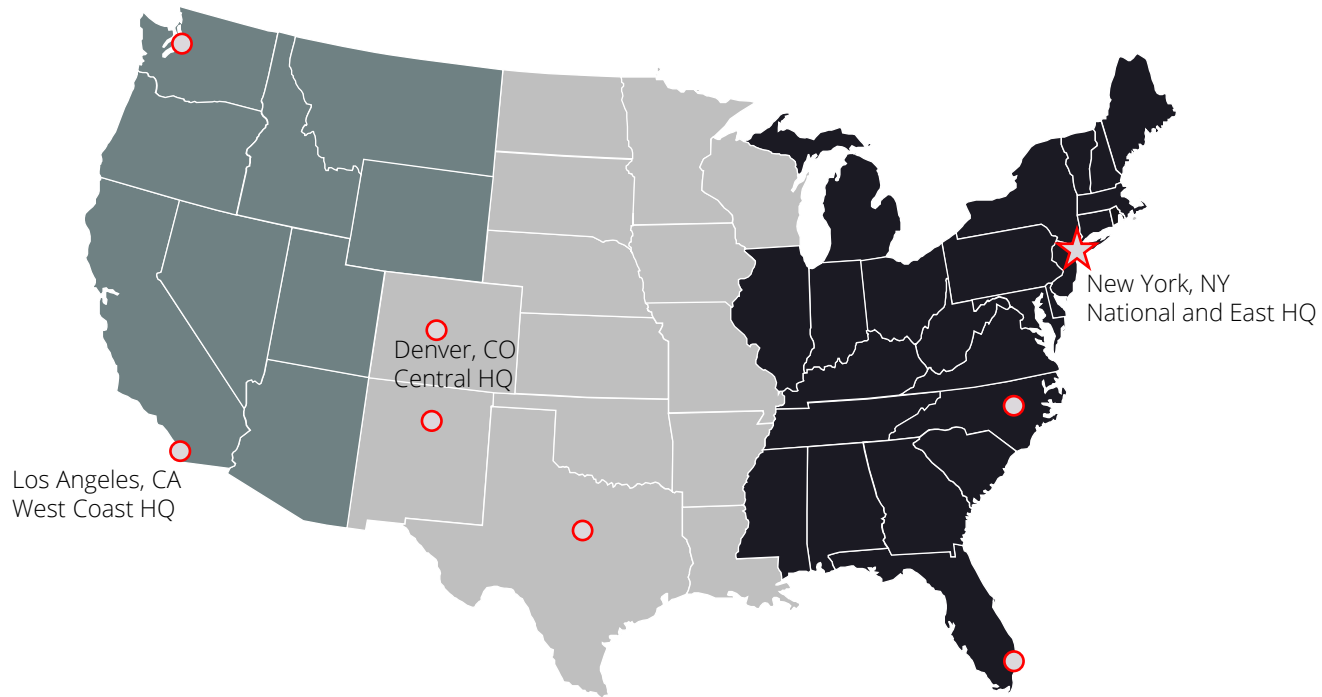 New York, NY
National and East HQ
Denver, CO
Central HQ
Los Angeles, CA
West Coast HQ